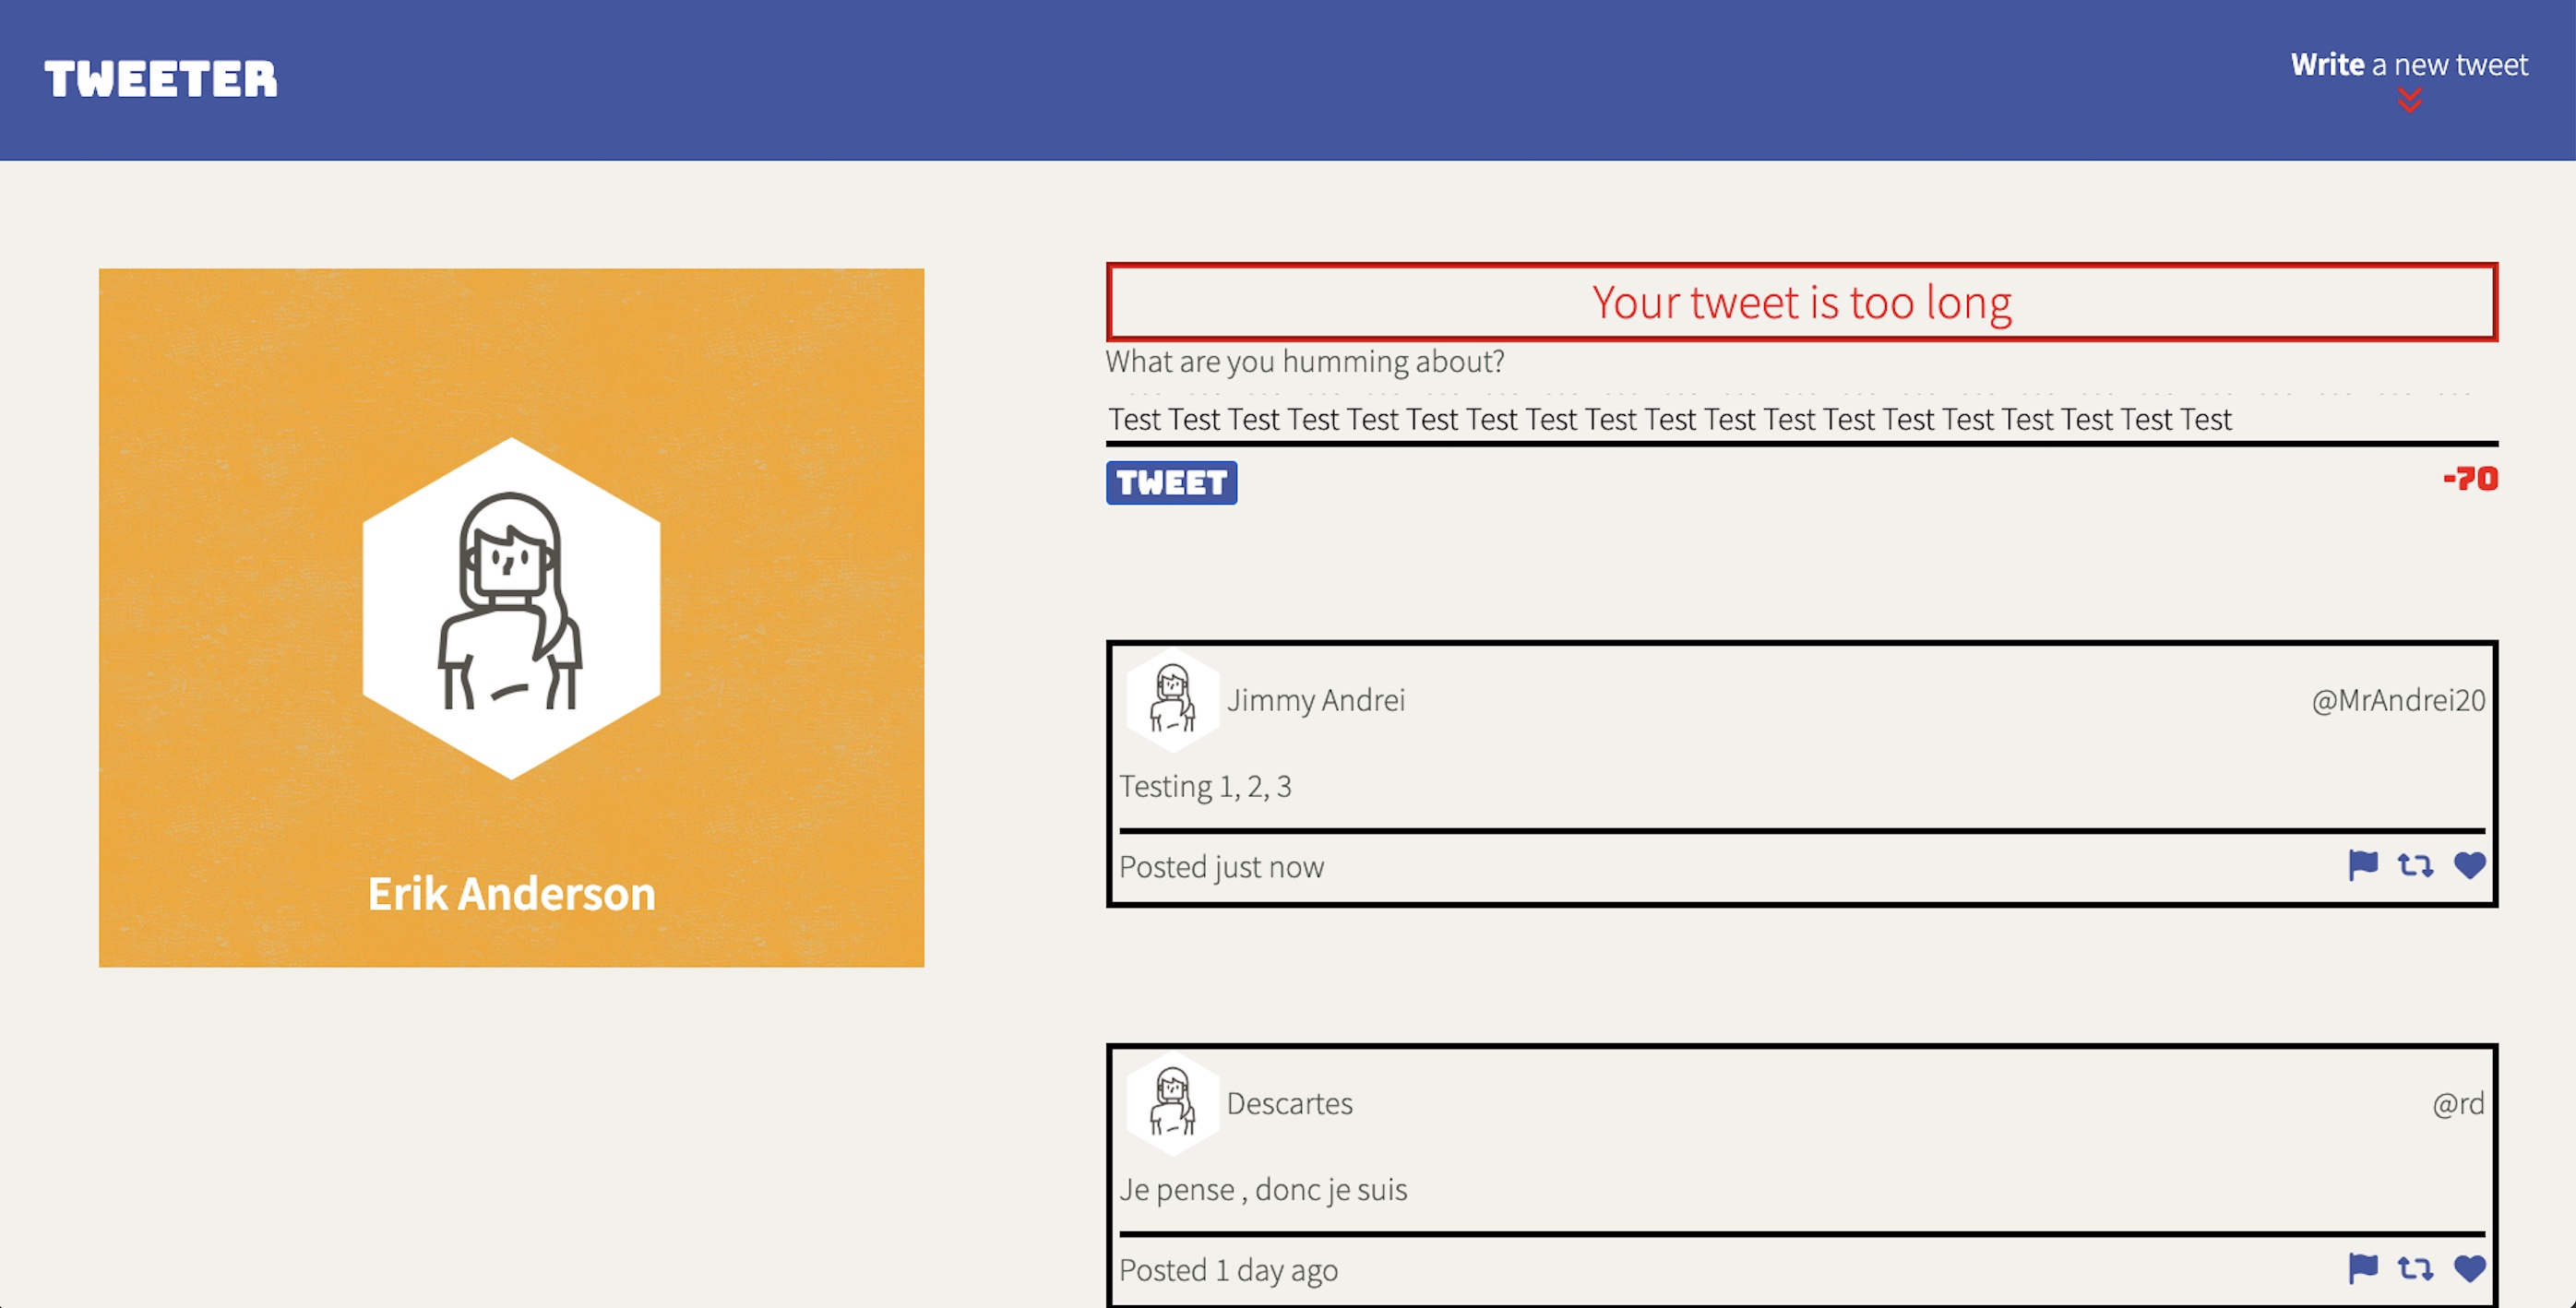 TWEETER
Write a new tweet
Erik Anderson
Your tweet is too long
What are you humming about?
Test Test Test Test Test Test Test Test Test Test Test Test Test Test Test Test Test Test Test
TWEET
-70
Jimmy Andrei
@MrAndrei20
Testing 1, 2, 3
Posted just now
Descartes
@rd
Je pense , donc je suis
Posted 1 day ago